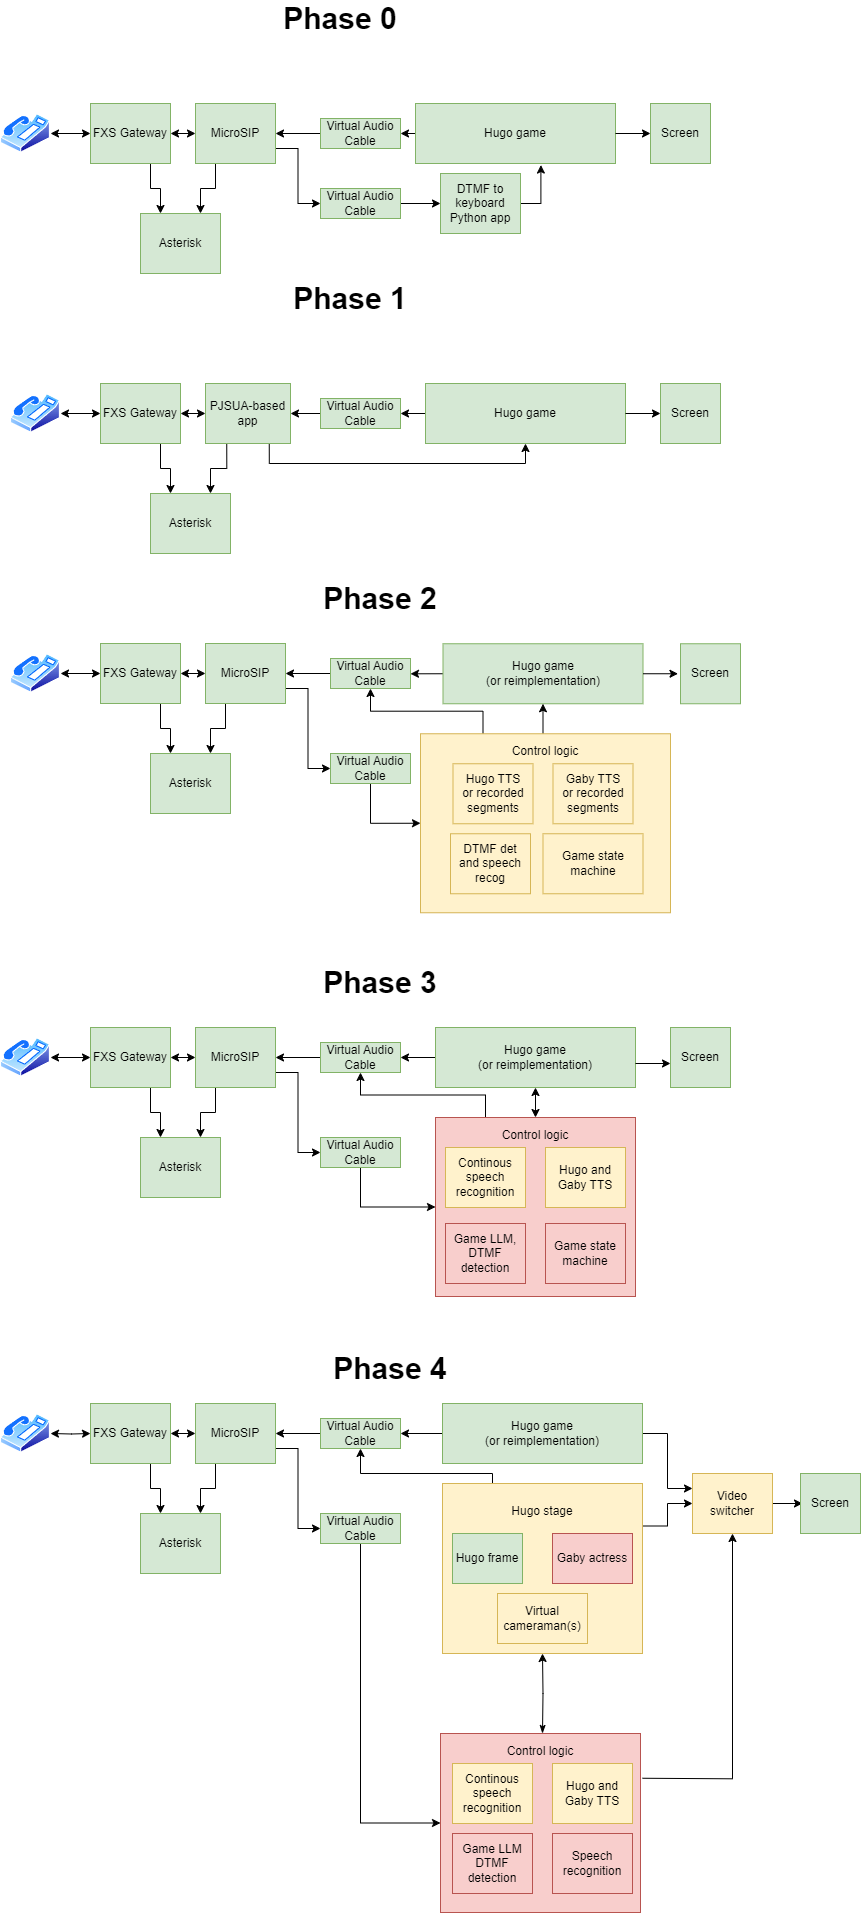 Phase 0
FXS Gateway
MicroSIP
Virtual Audio
Cable
Hugo game
Screen
Virtual Audio
Cable
DTMF to
keyboard
Python app
Asterisk
Phase 1
FXS Gateway
PJSUA-based
app
Virtual Audio
Cable
Hugo game
Screen
Asterisk
Phase 2
FXS Gateway
MicroSIP
Virtual Audio
Cable
Hugo game
(or reimplementation)
Screen
Asterisk
Virtual Audio
Cable
Control logic
Hugo TTS
or recorded
segments
Gaby TTS
or recorded
segments
DTMF det
and speech
recog
Game state
machine
Phase 3
FXS Gateway
MicroSIP
Virtual Audio
Cable
Hugo game
(or reimplementation)
Screen
Asterisk
Virtual Audio
Cable
Control logic
Continous
speech
recognition
Hugo and
Gaby TTS
Game LLM,
DTMF
detection
Game state
machine
Phase 4
FXS Gateway
MicroSIP
Virtual Audio
Cable
Hugo game
(or reimplementation)
Asterisk
Virtual Audio
Cable
Hugo stage
Hugo frame
Gaby actress
Virtual
cameraman(s)
Video
switcher
Screen
Control logic
Continous
speech
recognition
Hugo and
Gaby TTS
Game LLM
DTMF
detection
Speech
recognition